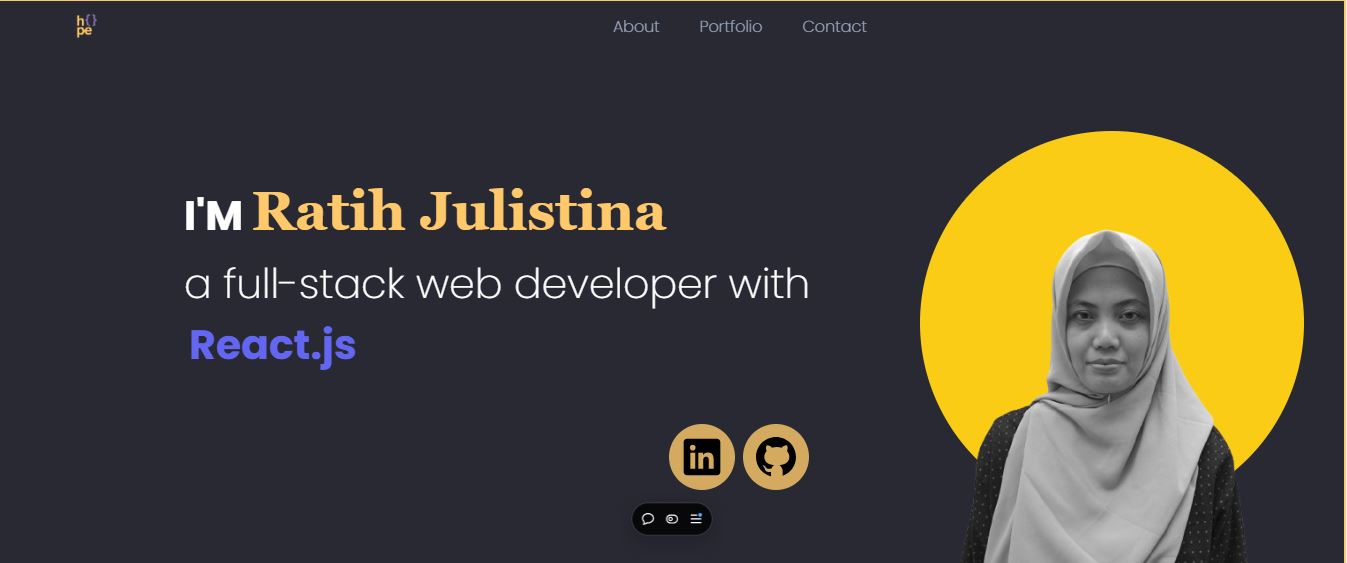 h{}
pe
About Portfolio Contact
I'M Ratih Julistina
a full-stack web developer with
React.js
in